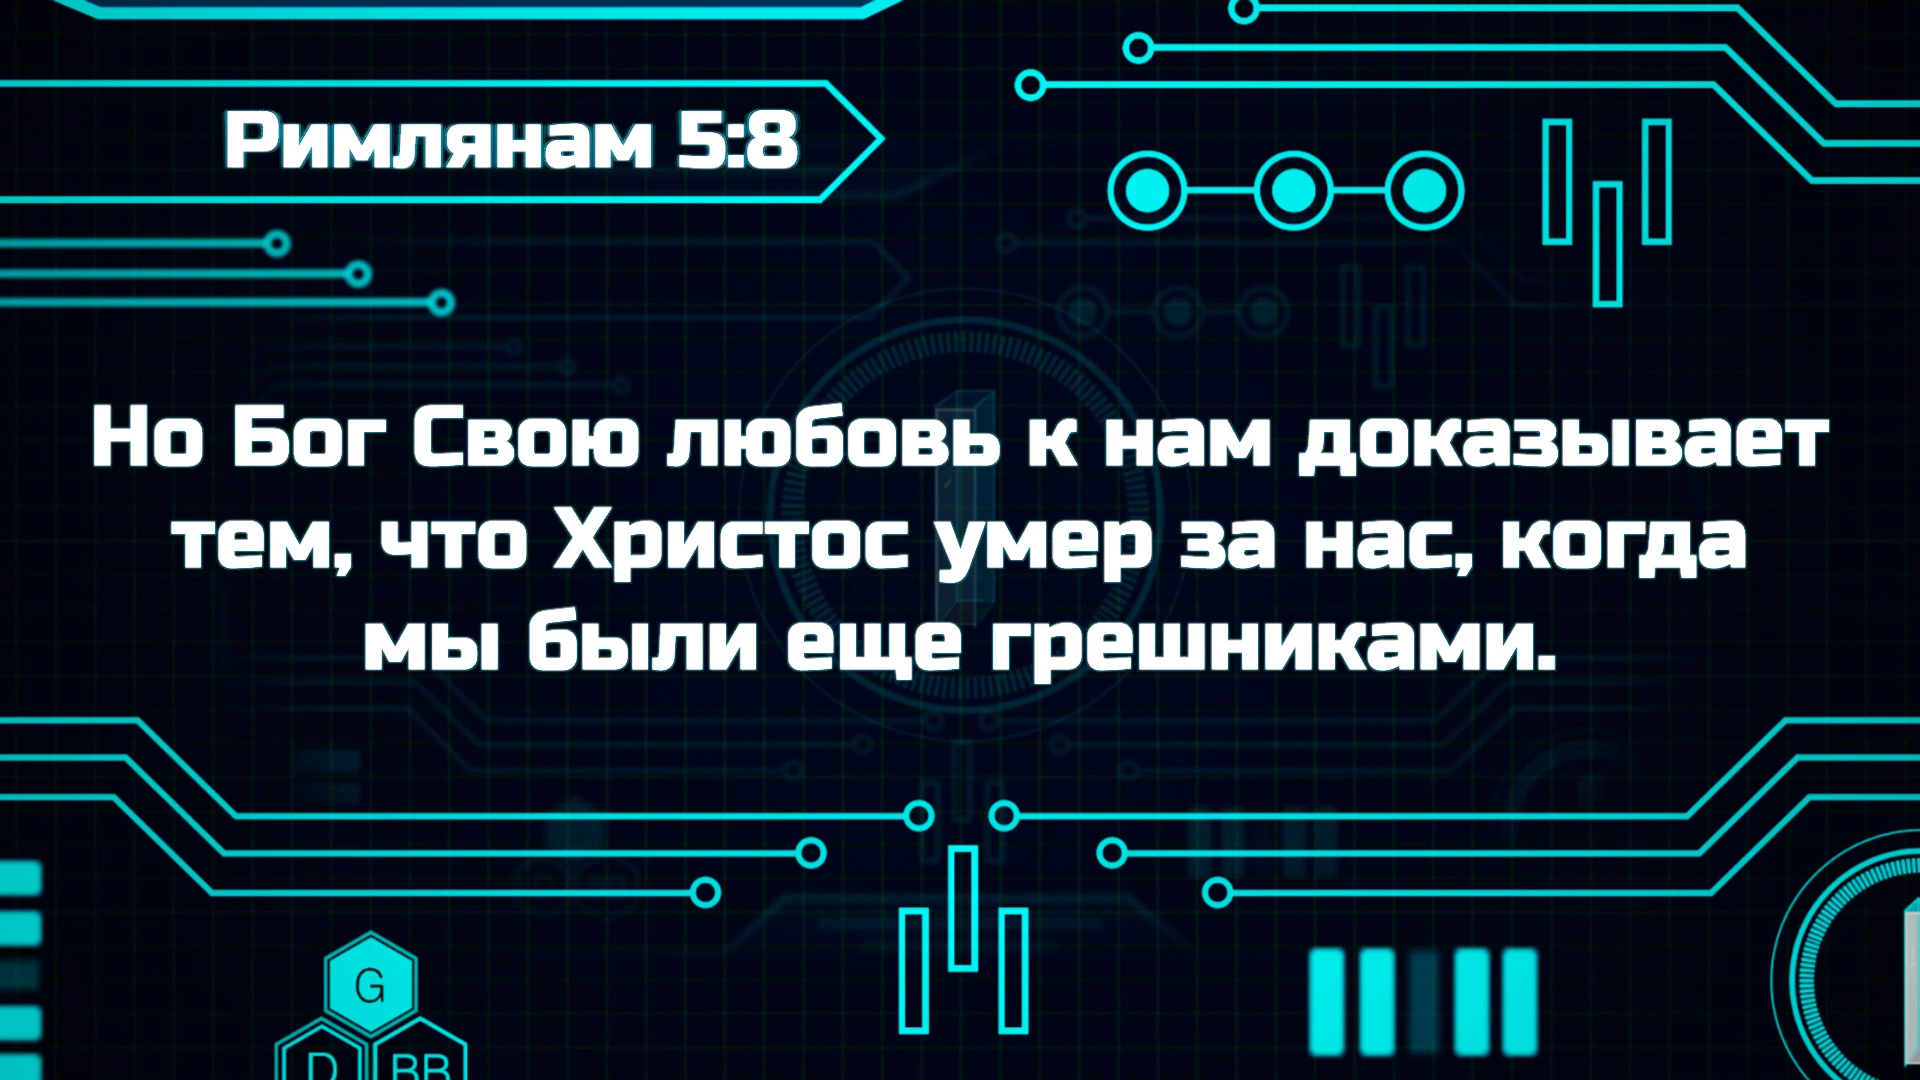 Римлянам 5:8
Но Бог Свою любовь к нам доказывает
тем, что Христос умер за нас, когда
мы были еще грешниками.
G
D BB